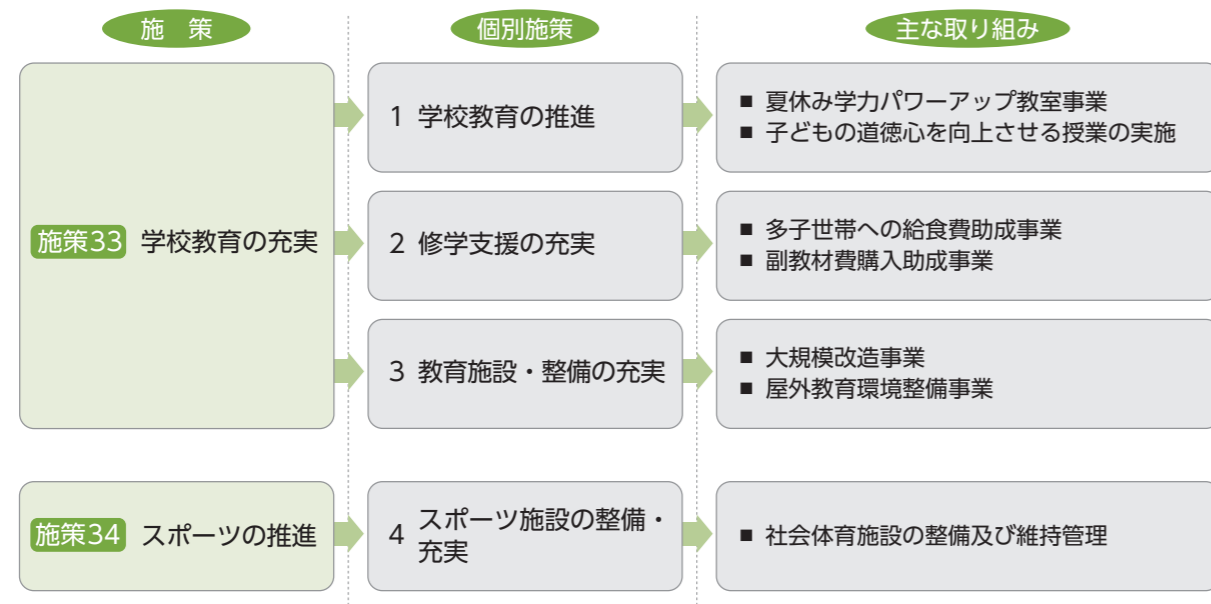 施　策
個別施策
主な取り組み
施策33 学校教育の充実
1 学校教育の推進
■ 夏休み学力パワーアップ教室事業
■ 子どもの道徳心を向上させる授業の実施
2 修学支援の充実
■ 多子世帯への給食費助成事業
■ 副教材費購入助成事業
3 教育施設・整備の充実
■ 大規模改造事業
■ 屋外教育環境整備事業
施策34 スポーツの推進
4 スポーツ施設の整備・
充実
■ 社会体育施設の整備及び維持管理